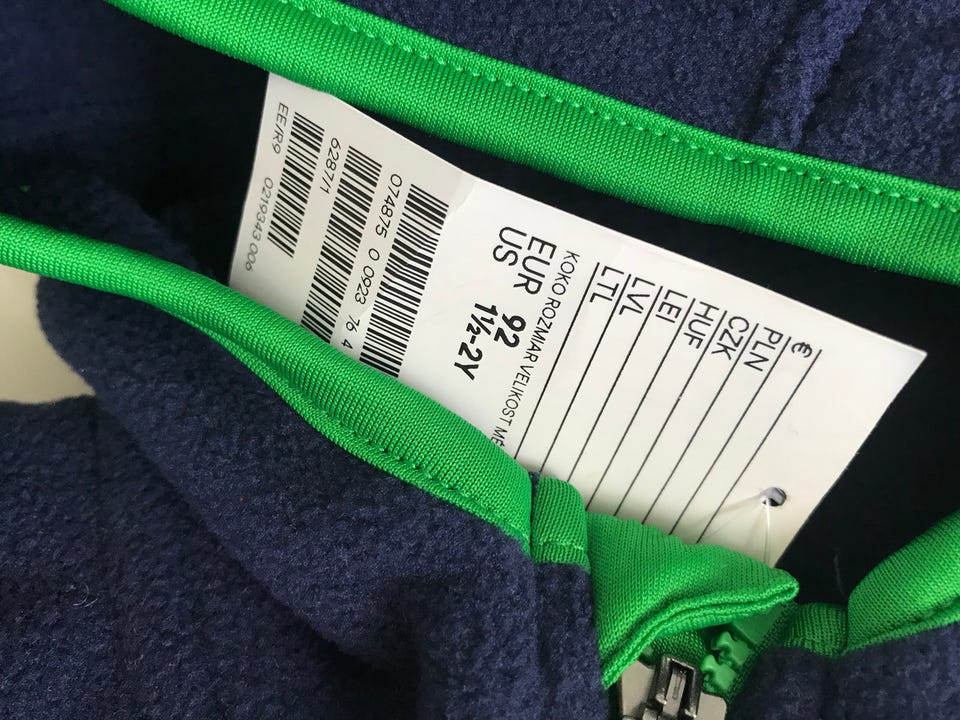 €
PLN
CZK
HUF
LEI
LVL
LTL
KOKO ROZMIAR VELIKOST
EUR 92
US 1½-2Y
074875 0 0923 76 4
6287/1
EE/R9 0219343 006